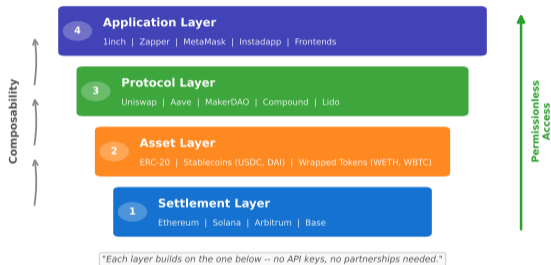 4
Application Layer
1inch | Zapper | MetaMask | Instadapp | Frontends
3
Protocol Layer
Uniswap | Aave | MakerDAO | Compound | Lido
2
Asset Layer
ERC-20 | Stablecoins (USDC, DAI) | Wrapped Tokens (WETH, WBTC)
1
Settlement Layer
Ethereum | Solana | Arbitrum | Base
Composability
Permissionless
Access
"Each layer builds on the one below -- no API keys, no partnerships needed."